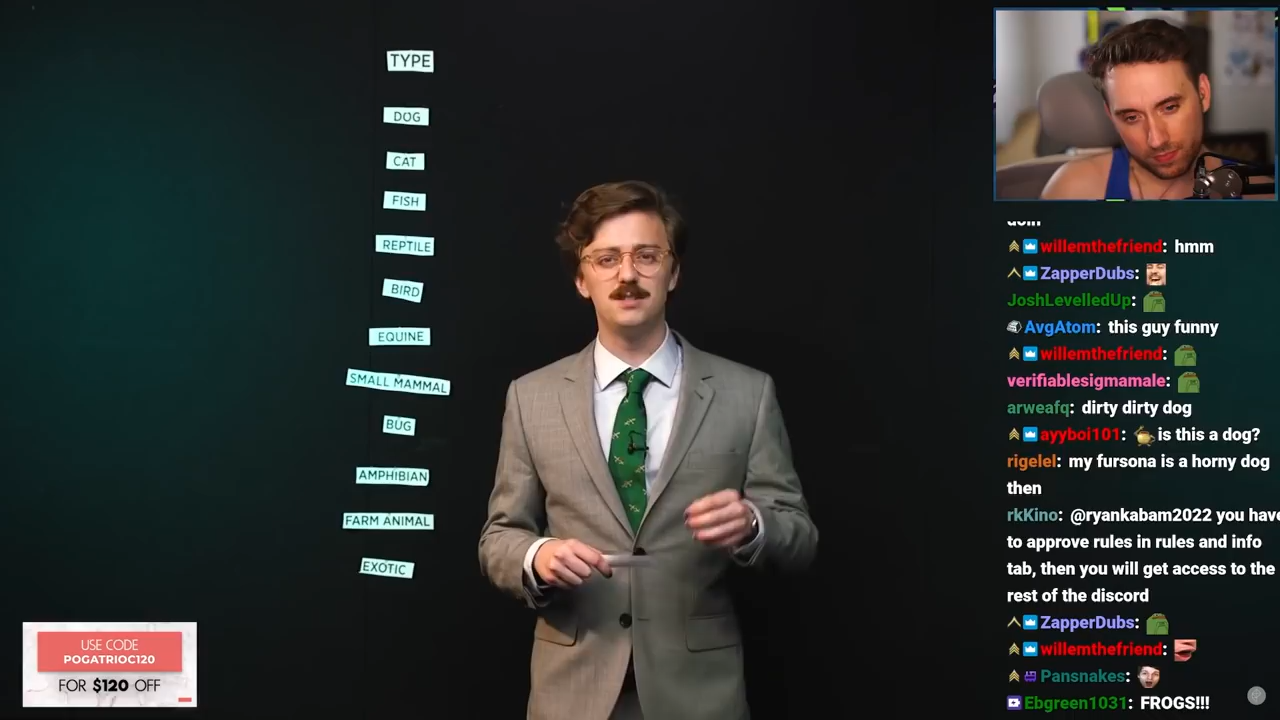 TYPE
DOG
CAT
FISH
REPTILE
BIRD
EQUINE
SMALL MAMMAL
BUG
AMPHIBIAN
FARM ANIMAL
EXOTIC
USE CODE
POGATRIOC120
FOR $120 OFF
willemthefriend: hmm
ZapperDubs:
JoshLevelledUp:
AvgAtom: this guy funny
willemthefriend:
verifiablesigmamale:
arweafq: dirty dirty dog
ayyboi101: is this a dog?
rigelel: my fursona is a horny dog
then
rkKino: @ryankabam2022 you have
to approve rules in rules and info
tab, then you will get access to the
rest of the discord
ZapperDubs:
willemthefriend:
Pansnakes:
Ebgreen1031: FROGS!!!